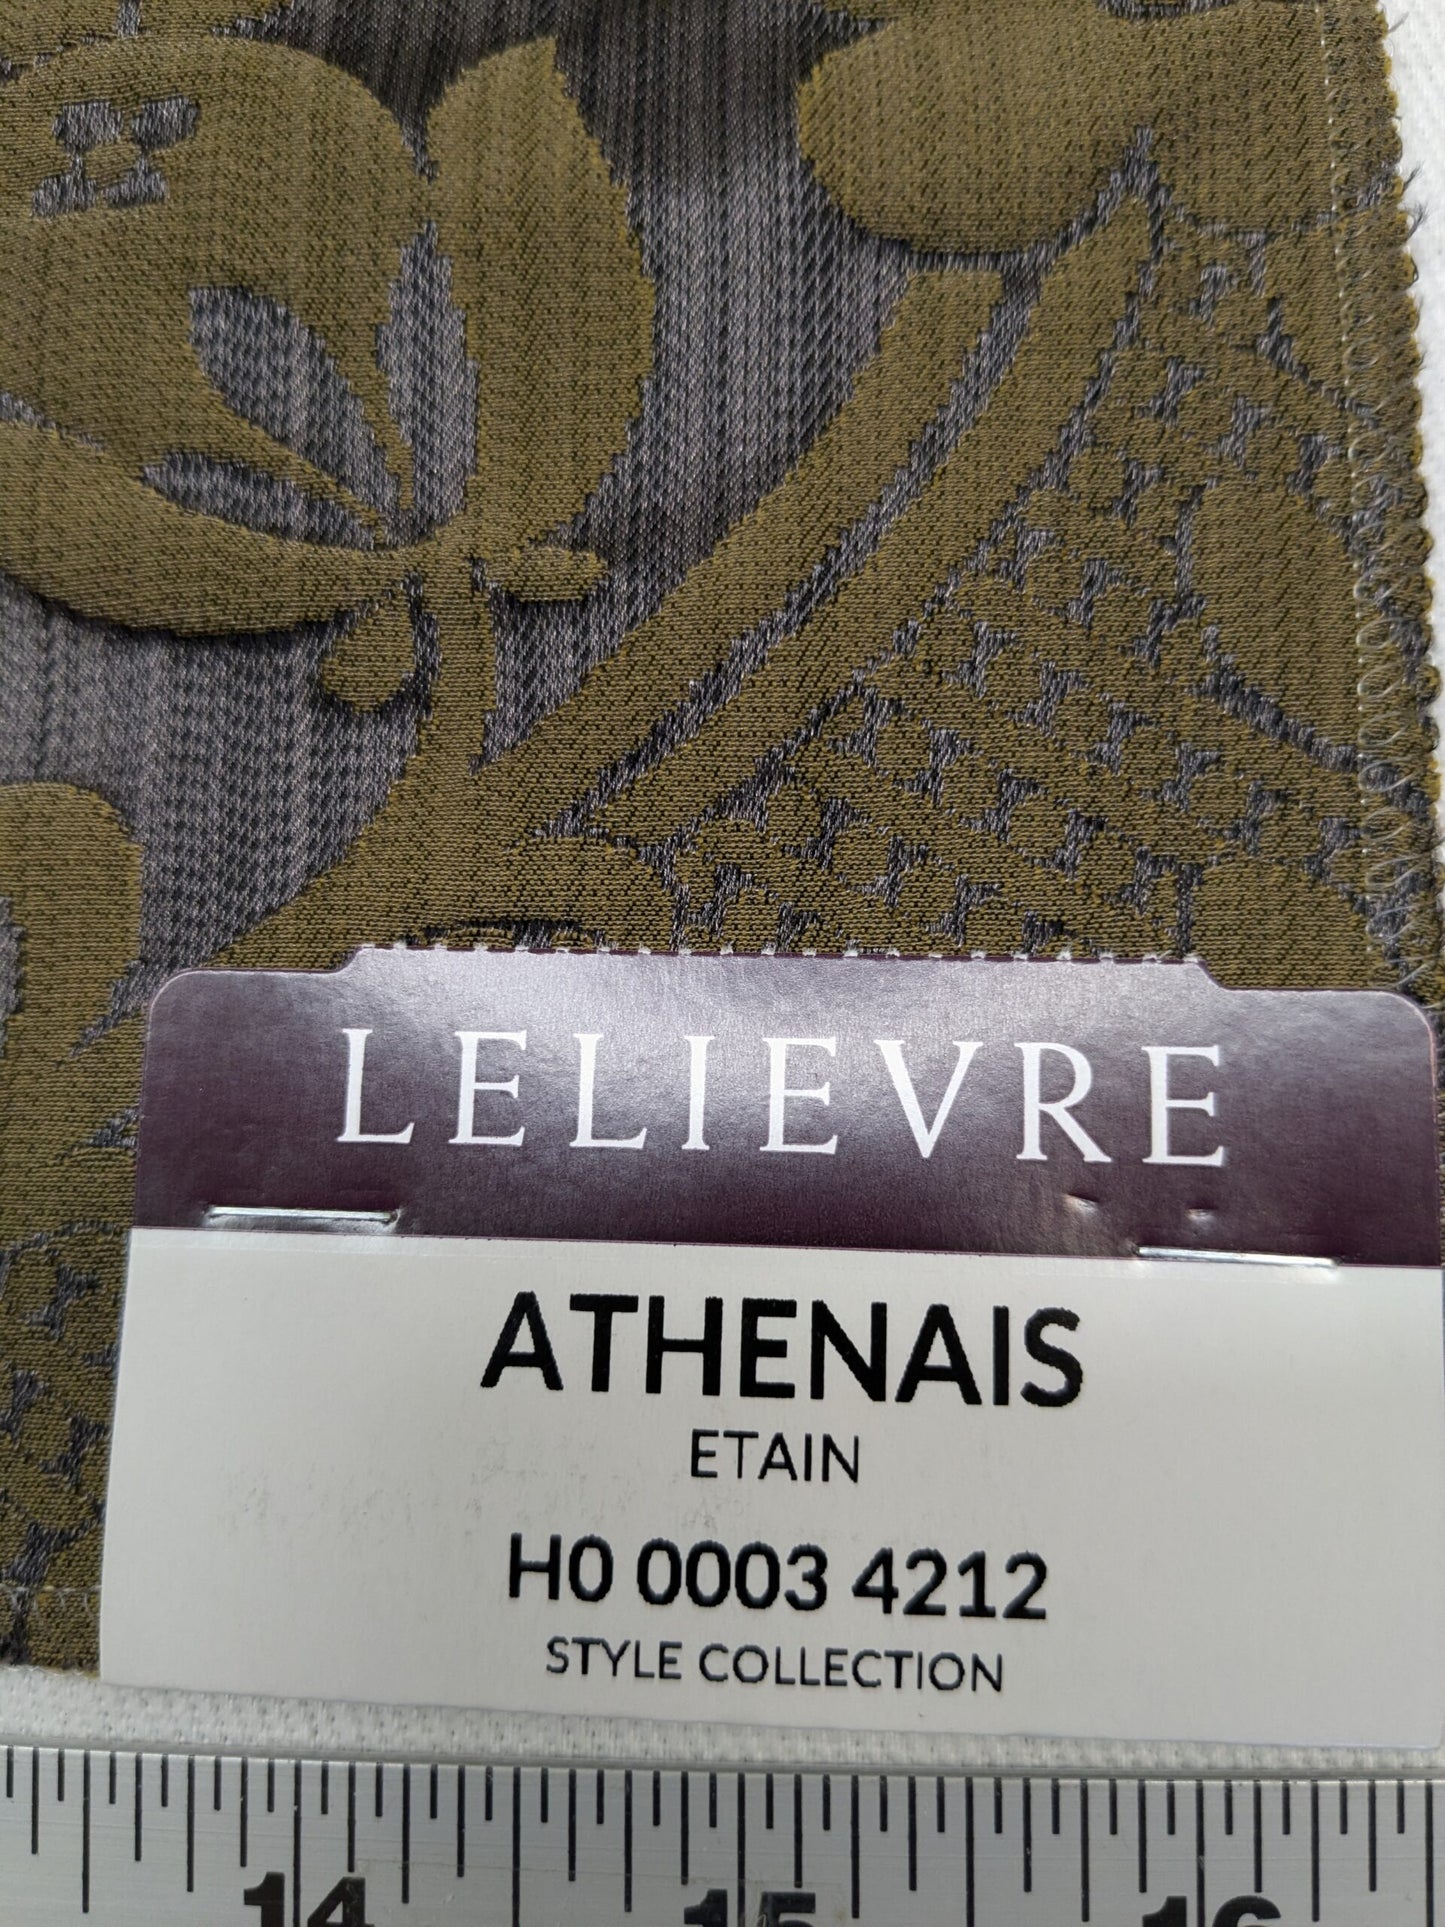 LELIEVRE
ATHENAIS
ETAIN
H0 0003 4212
STYLE COLLECTION
14 15 16